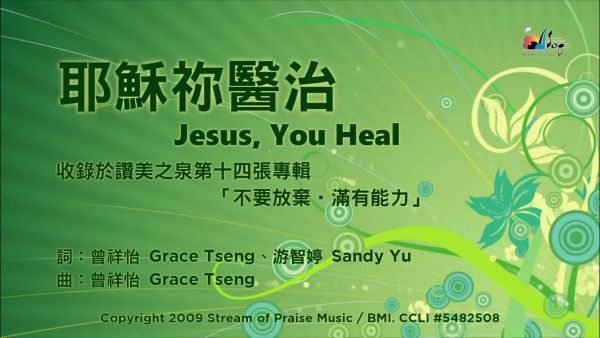 耶穌祢醫治
Jesus, You Heal
收錄於讚美之泉第十四張專輯
「不要放棄·滿有能力」
詞：曾祥怡 Grace Tseng、游智婷 Sandy Yu
曲：曾祥怡 Grace Tseng
Copyright 2009 Stream of Praise Music / BMI. CCLI #5482508